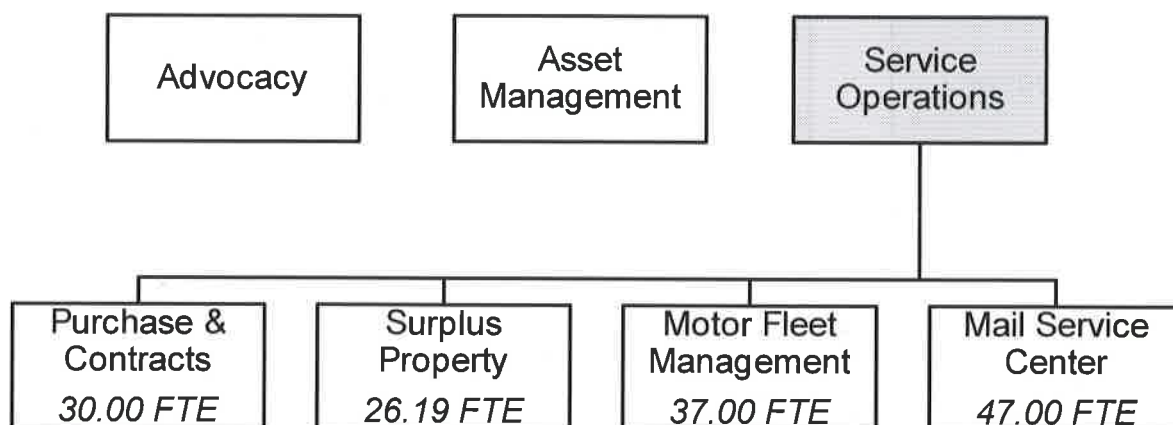 Advocacy
Asset
Management
Service
Operations
Purchase &
Contracts
30.00 FTE
Surplus
Property
26.19 FTE
Motor Fleet
Management
37.00 FTE
Mail Service
Center
47.00 FTE